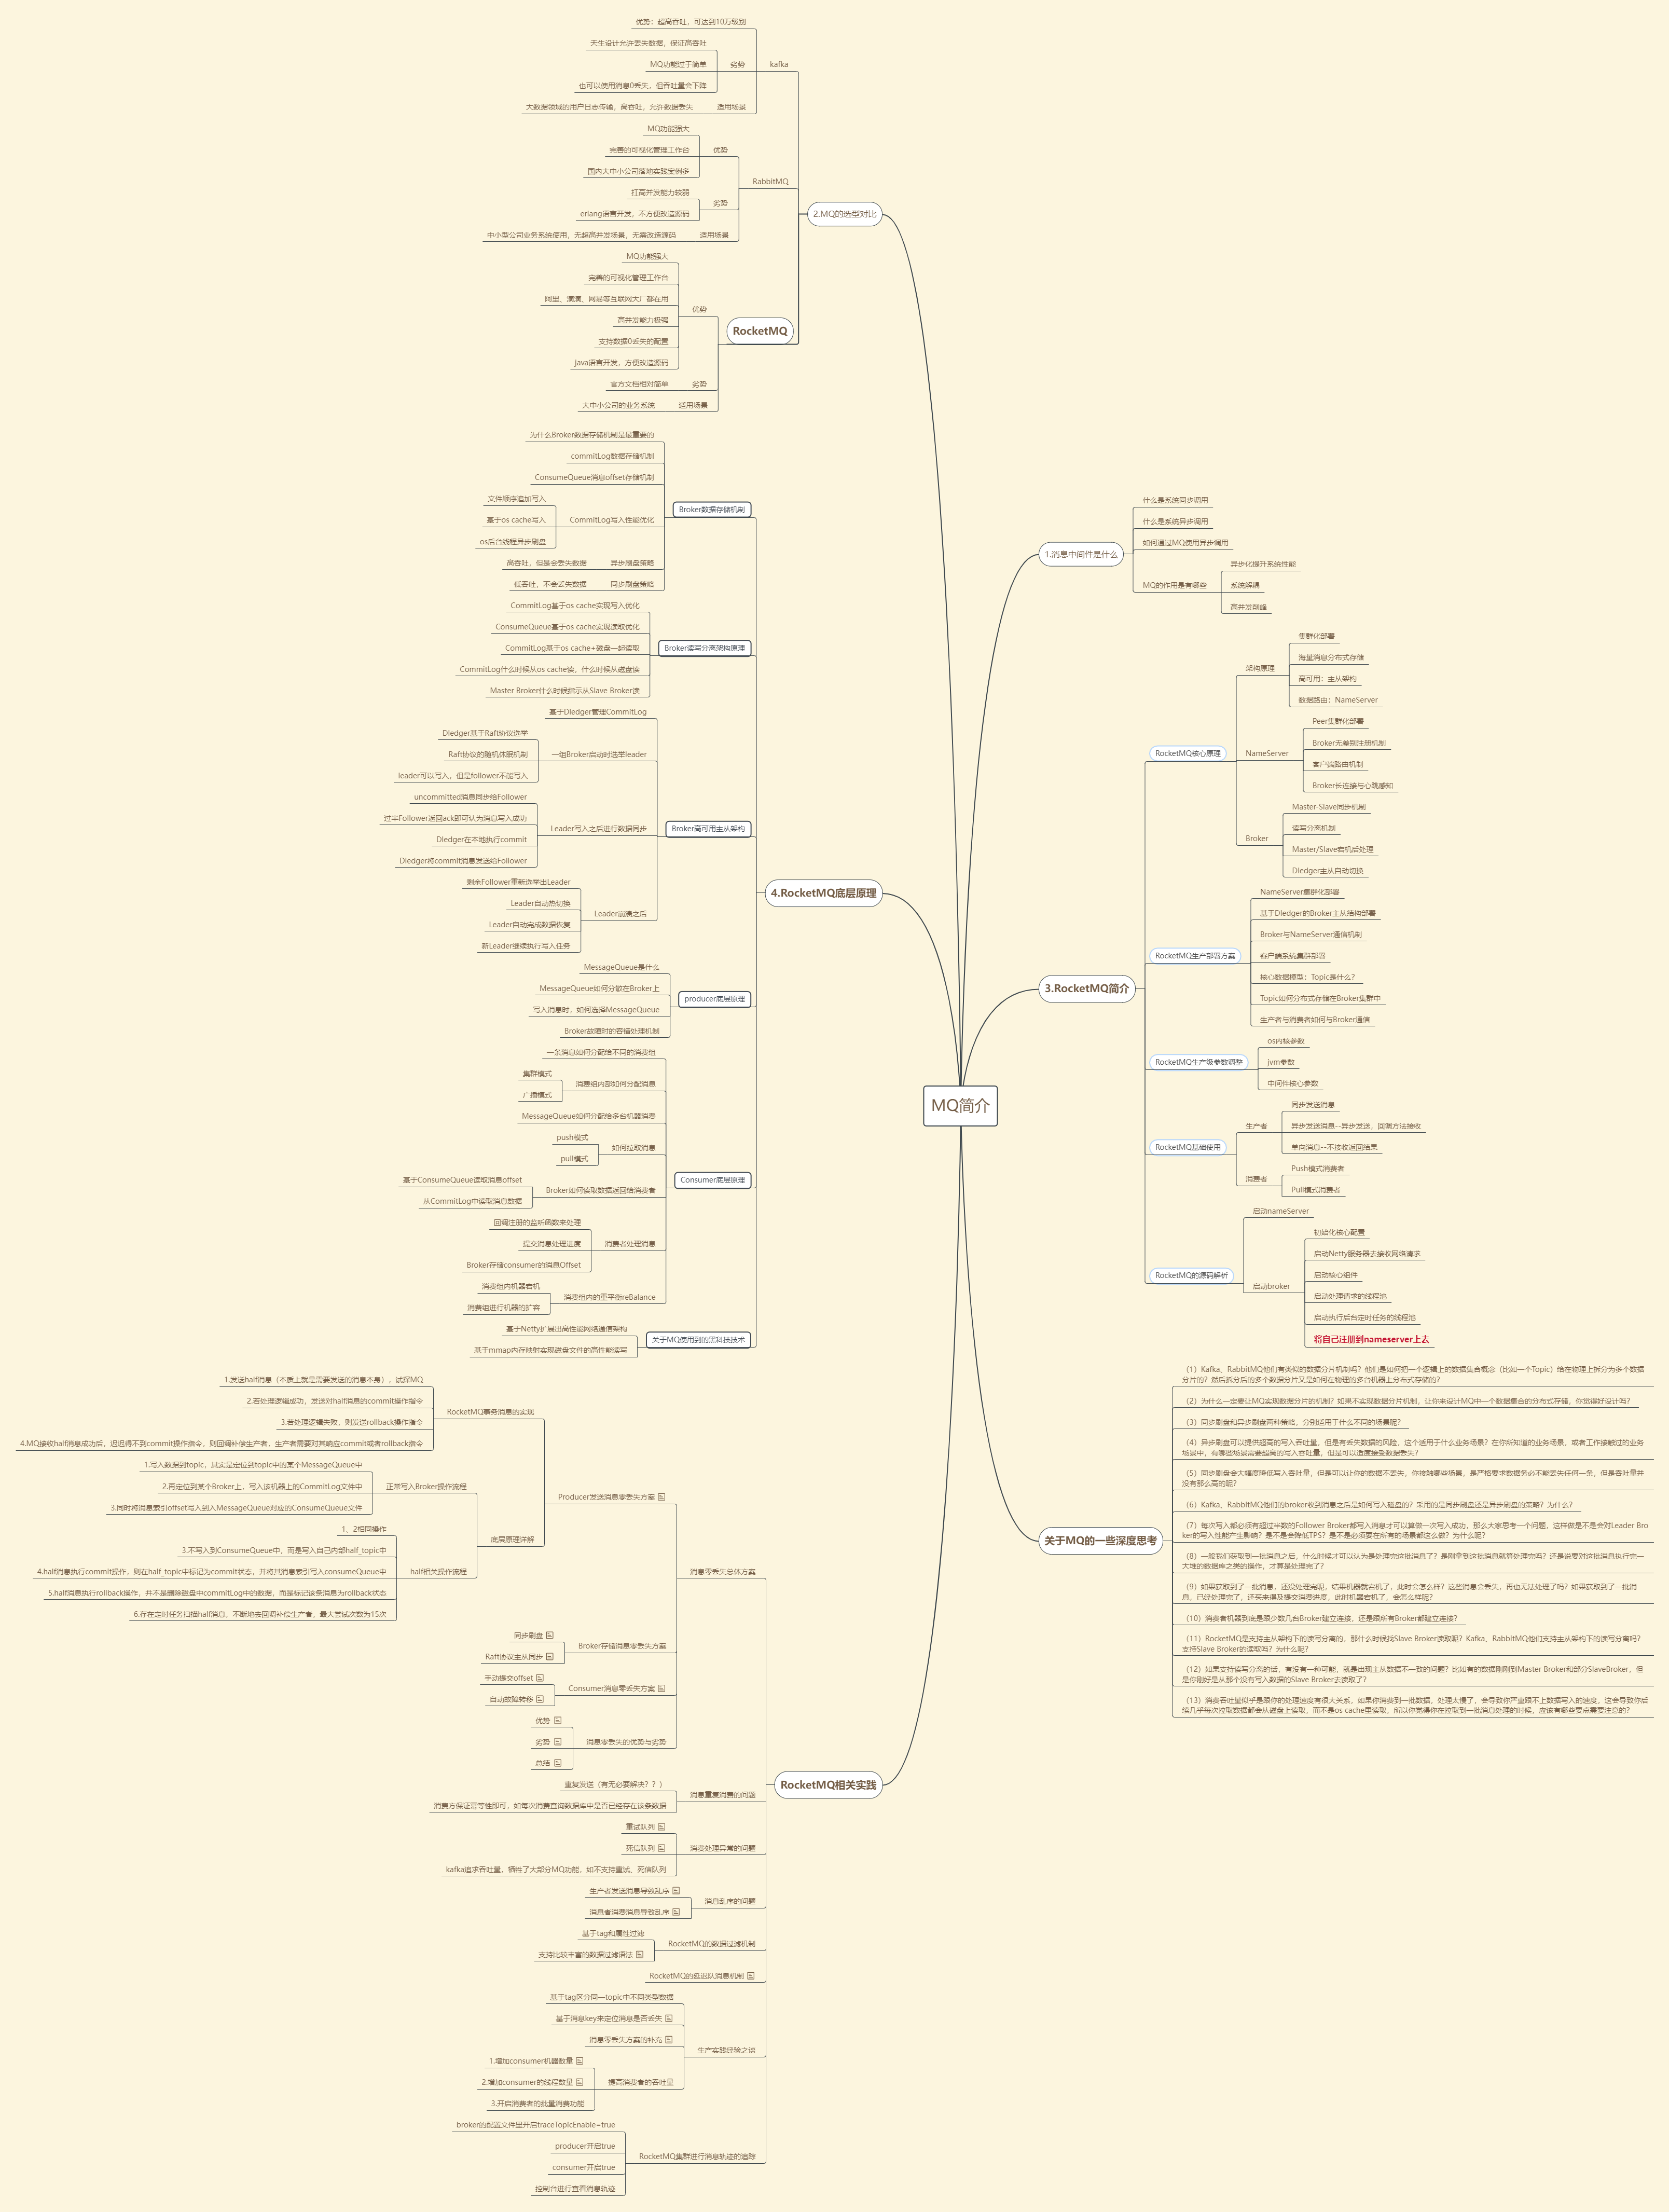 MQ简介
1.消息中间件是什么
什么是系统同步调用
什么是系统异步调用
如何通过MQ使用异步调用
MQ的作用是有哪些
异步化提升系统性能
系统解耦
高并发削峰
2.MQ的选型对比
kafka
优势：超高吞吐，可达到10万级别
劣势
天生设计允许丢失数据，保证高吞吐
MQ功能过于简单
也可以使用消息0丢失，但吞吐量会下降
适用场景
大数据领域的用户日志传输，高吞吐，允许数据丢失
RabbitMQ
优势
MQ功能强大
完善的可视化管理工作台
国内大中小公司落地实践案例多
劣势
扛高并发能力较弱
erlang语言开发，不方便改造源码
适用场景
中小型公司业务系统使用，无超高并发场景，无需改造源码
RocketMQ
优势
MQ功能强大
完善的可视化管理工作台
阿里、滴滴、网易等互联网大厂都在用
高并发能力极强
支持数据0丢失的配置
java语言开发，方便改造源码
劣势
官方文档相对简单
适用场景
大中小公司的业务系统
3.RocketMQ简介
RocketMQ核心原理
架构原理
集群化部署
海量消息分布式存储
高可用：主从架构
数据路由：NameServer
NameServer
Peer集群化部署
Broker无差别注册机制
客户端路由机制
Broker长连接与心跳感知
Broker
Master-Slave同步机制
读写分离机制
Master/Slave宕机后处理
Dledger主从自动切换
RocketMQ生产部署方案
NameServer集群化部署
基于Dledger的Broker主从结构部署
Broker与NameServer通信机制
客户端系统集群部署
核心数据模型：Topic是什么？
Topic如何分布式存储在Broker集群中
生产者与消费者如何与Broker通信
RocketMQ生产级参数调整
os内核参数
jvm参数
中间件核心参数
RocketMQ基础使用
生产者
同步发送消息
异步发送消息--异步发送，回调方法接收
单向消息--不接收返回结果
消费者
Push模式消费者
Pull模式消费者
RocketMQ的源码解析
启动nameServer
启动broker
初始化核心配置
启动Netty服务器去接收网络请求
启动核心组件
启动处理请求的线程池
启动执行后台定时任务的线程池
将自己注册到nameserver上去
4.RocketMQ底层原理
Broker数据存储机制
为什么Broker数据存储机制是最重要的
commitLog数据存储机制
ConsumeQueue消息offset存储机制
CommitLog写入性能优化
文件顺序追加写入
基于os cache写入
os后台线程异步刷盘
异步刷盘策略
高吞吐，但是会丢失数据
同步刷盘策略
低吞吐，不会丢失数据
Broker读写分离架构原理
CommitLog基于os cache实现写入优化
ConsumeQueue基于os cache实现读取优化
CommitLog基于os cache+磁盘一起读取
CommitLog什么时候从os cache读，什么时候从磁盘读
Master Broker什么时候指示从Slave Broker读
Broker高可用主从架构
基于Dledger管理CommitLog
一组Broker启动时选举leader
Dledger基于Raft协议选举
Raft协议的随机休眠机制
leader可以写入，但是follower不能写入
Leader写入之后进行数据同步
uncommitted消息同步给Follower
过半Follower返回ack即可认为消息写入成功
Dledger在本地执行commit
Dledger将commit消息发送给Follower
Leader崩溃之后
剩余Follower重新选举出Leader
Leader自动热切换
Leader自动完成数据恢复
新Leader继续执行写入任务
producer底层原理
MessageQueue是什么
MessageQueue如何分散在Broker上
写入消息时，如何选择MessageQueue
Broker故障时的容错处理机制
Consumer底层原理
一条消息如何分配给不同的消费组
消费组内部如何分配消息
集群模式
广播模式
MessageQueue如何分配给多台机器消费
如何拉取消息
push模式
pull模式
Broker如何读取数据返回给消费者
基于ConsumeQueue读取消息offset
从CommitLog中读取消息数据
消费者处理消息
回调注册的监听函数来处理
提交消息处理进度
Broker存储consumer的消息Offset
消费组内的重平衡reBalance
消费组内机器宕机
消费组进行机器的扩容
关于MQ使用到的黑科技技术
基于Netty扩展出高性能网络通信架构
基于mmap内存映射实现磁盘文件的高性能读写
关于MQ的一些深度思考
（1）Kafka、RabbitMQ他们有类似的数据分片机制吗？他们是如何把一个逻辑上的数据集合概念（比如一个Topic）给在物理上拆分为多个数据
分片的？然后拆分后的多个数据分片又是如何在物理的多台机器上分布式存储的？
（2）为什么一定要让MQ实现数据分片的机制？如果不实现数据分片机制，让你来设计MQ中一个数据集合的分布式存储，你觉得好设计吗？
（3）同步刷盘和异步刷盘两种策略，分别适用于什么不同的场景呢？
（4）异步刷盘可以提供超高的写入吞吐量，但是有丢失数据的风险，这个适用于什么业务场景？在你所知道的业务场景，或者工作接触过的业务
场景中，有哪些场景需要超高的写入吞吐量，但是可以适度接受数据丢失？
（5）同步刷盘会大幅度降低写入吞吐量，但是可以让你的数据不丢失，你接触哪些场景，是严格要求数据务必不能丢失任何一条，但是吞吐量并
没有那么高的呢？
（6）Kafka、RabbitMQ他们的broker收到消息之后是如何写入磁盘的？采用的是同步刷盘还是异步刷盘的策略？为什么？
（7）每次写入都必须有超过半数的Follower Broker都写入消息才可以算做一次写入成功，那么大家思考一个问题，这样做是不是会对Leader Bro
ker的写入性能产生影响？是不是会降低TPS？是不是必须要在所有的场景都这么做？为什么呢？
（8）一般我们获取到一批消息之后，什么时候才可以认为是处理完这批消息了？是刚拿到这批消息就算处理完吗？还是说要对这批消息执行完一
大堆的数据库之类的操作，才算是处理完了？
（9）如果获取到了一批消息，还没处理完呢，结果机器就宕机了，此时会怎么样？这些消息会丢失，再也无法处理了吗？如果获取到了一批消
息，已经处理完了，还买来得及提交消费进度，此时机器宕机了，会怎么样呢？
（10）消费者机器到底是跟少数几台Broker建立连接，还是跟所有Broker都建立连接？
（11）RocketMQ是支持主从架构下的读写分离的，那什么时候找Slave Broker读取呢？Kafka、RabbitMQ他们支持主从架构下的读写分离吗？
支持Slave Broker的读取吗？为什么呢？
（12）如果支持读写分离的话，有没有一种可能，就是出现主从数据不一致的问题？比如有的数据刚刚到Master Broker和部分SlaveBroker，但
是你刚好是从那个没有写入数据的Slave Broker去读取了？
（13）消费吞吐量似乎是跟你的处理速度有很大关系，如果你消费到一批数据，处理太慢了，会导致你严重跟不上数据写入的速度，这会导致你后
续几乎每次拉取数据都会从磁盘上读取，而不是os cache里读取，所以你觉得你在拉取到一批消息处理的时候，应该有哪些要点需要注意的？
RocketMQ相关实践
消息零丢失总体方案
Producer发送消息零丢失方案
RocketMQ事务消息的实现
1.发送half消息（本质上就是需要发送的消息本身），试探MQ
2.若处理逻辑成功，发送对half消息的commit操作指令
3.若处理逻辑失败，则发送rollback操作指令
4.MQ接收half消息成功后，迟迟得不到commit操作指令，则回调补偿生产者，生产者需要对其响应commit或者rollback指令
底层原理详解
正常写入Broker操作流程
1.写入数据到topic，其实是定位到topic中的某个MessageQueue中
2.再定位到某个Broker上，写入该机器上的CommitLog文件中
3.同时将消息索引offset写入到入MessageQueue对应的ConsumeQueue文件
half相关操作流程
1、2相同操作
3.不写入到ConsumeQueue中，而是写入自己内部half_topic中
4.half消息执行commit操作，则在half_topic中标记为commit状态，并将其消息索引写入consumeQueue中
5.half消息执行rollback操作，并不是删除磁盘中commitLog中的数据，而是标记该条消息为rollback状态
6.存在定时任务扫描half消息，不断地去回调补偿生产者，最大尝试次数为15次
Broker存储消息零丢失方案
同步刷盘
Raft协议主从同步
Consumer消息零丢失方案
手动提交offset
自动故障转移
消息零丢失的优势与劣势
优势
劣势
总结
消息重复消费的问题
重复发送（有无必要解决？？）
消费方保证幂等性即可，如每次消费查询数据库中是否已经存在该条数据
消费处理异常的问题
重试队列
死信队列
kafka追求吞吐量，牺牲了大部分MQ功能，如不支持重试、死信队列
消息乱序的问题
生产者发送消息导致乱序
消息者消费消息导致乱序
RocketMQ的数据过滤机制
基于tag和属性过滤
支持比较丰富的数据过滤语法
RocketMQ的延迟队消息机制
生产实践经验之谈
基于tag区分同一topic中不同类型数据
基于消息key来定位消息是否丢失
消息零丢失方案的补充
提高消费者的吞吐量
1.增加consumer机器数量
2.增加consumer的线程数量
3.开启消费者的批量消费功能
RocketMQ集群进行消息轨迹的追踪
broker的配置文件里开启traceTopicEnable=true
producer开启true
consumer开启true
控制台进行查看消息轨迹